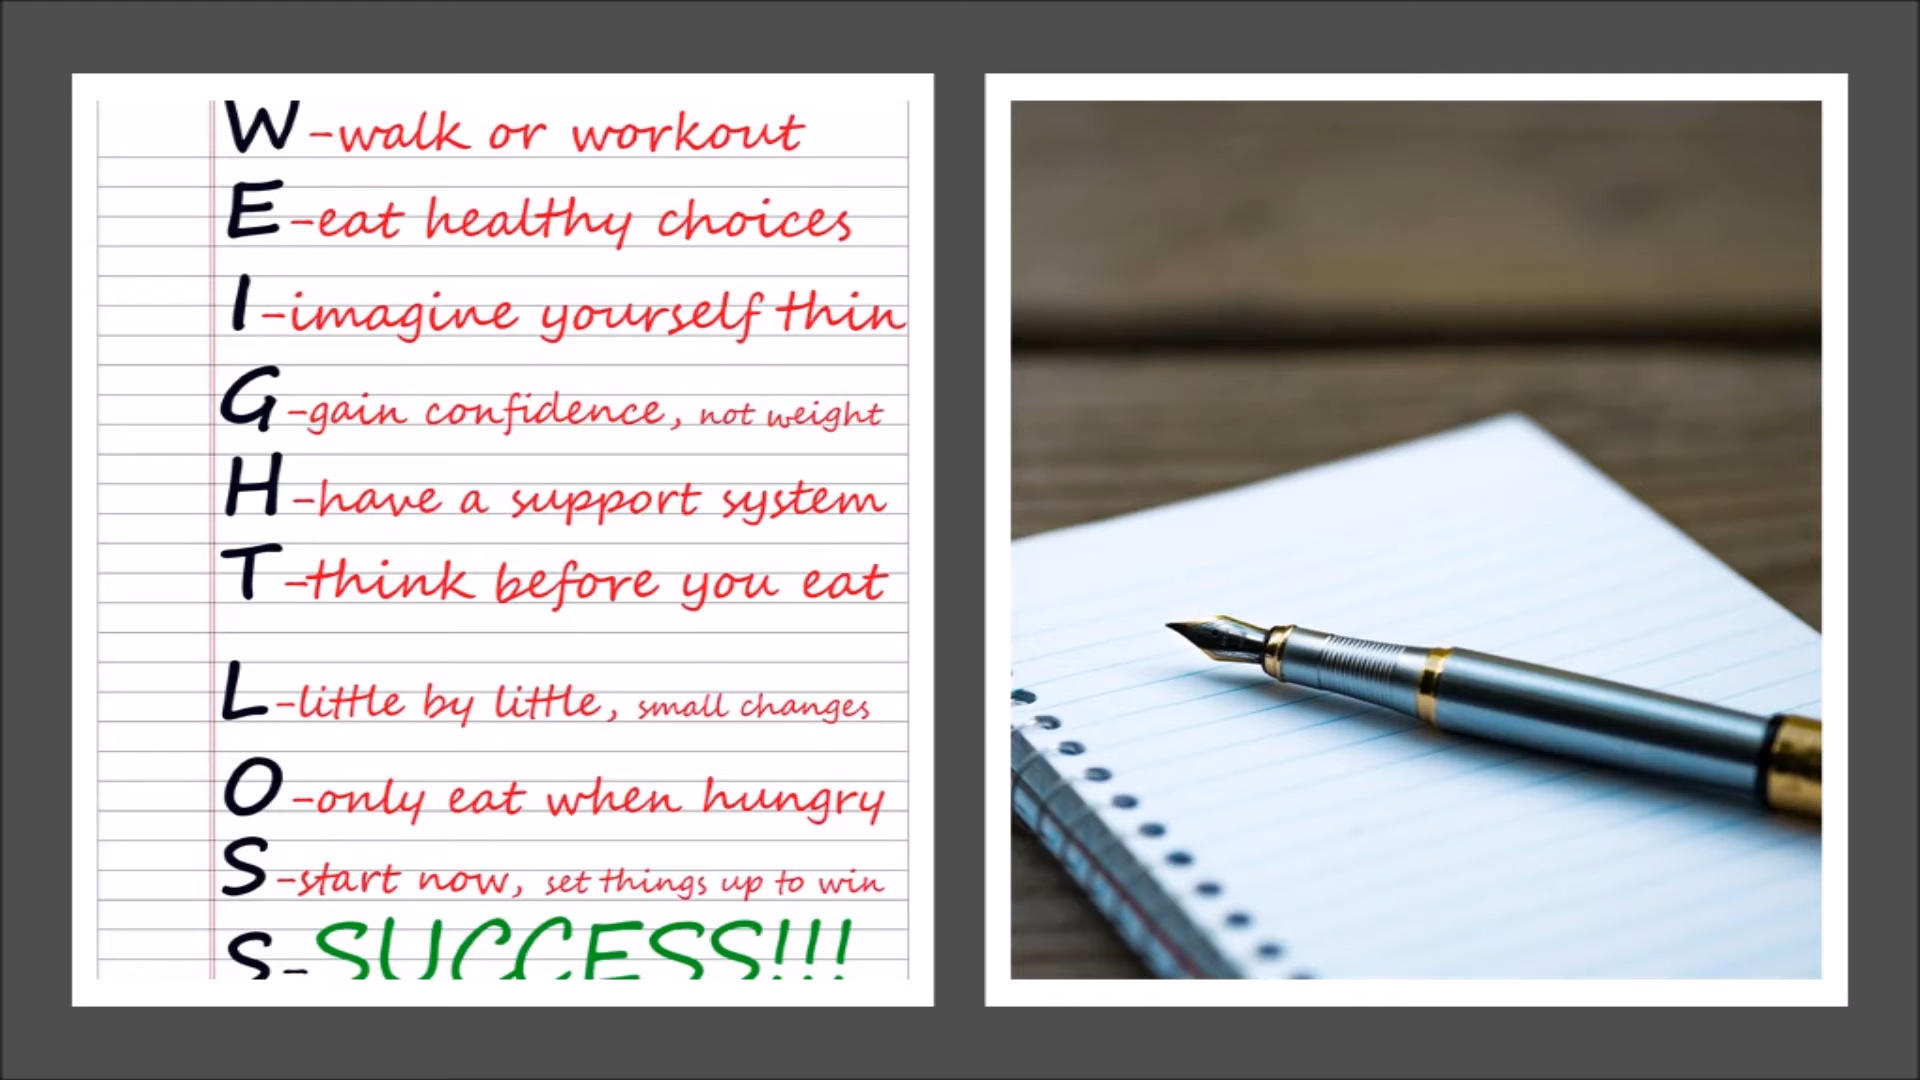 W-walk or workout
E-eat healthy choices
I-imagine yourself thin
G-gain confidence, not weight
H-have a support system
T-think before you eat
L-little by little, small changes
O-only eat when hungry
S-start now, set things up to win
S-SUCCESS!!!